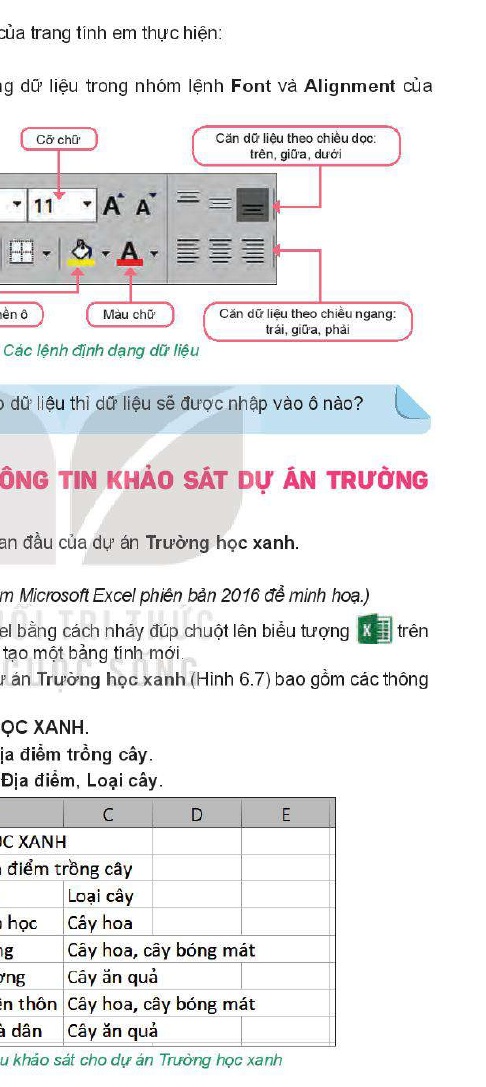 của trang tính em thực hiện:
dữ liệu trong nhóm lệnh Font và Alignment của
Cỡ chữ
Căn dữ liệu theo chiều dọc:
trên, giữa, dưới
11 A A
A
ền ô
Màu chữ
Căn dữ liệu theo chiều ngang:
trái, giữa, phải
Các lệnh định dạng dữ liệu
dữ liệu thì dữ liệu sẽ được nhập vào ô nào?
ÔNG TIN KHẢO SÁT DỰ ÁN TRƯỜNG
an đầu của dự án Trường học xanh.
m Microsoft Excel phiên bản 2016 để minh hoạ.)
el bằng cách nháy đúp chuột lên biểu tượng trên
tạo một bảng tính mới.
án Trường học xanh (Hình 6.7) bao gồm các thông
ỌC XANH.
ịa điểm trồng cây.
Địa điểm, Loại cây.
C D E
ỌC XANH
điểm trồng cây
Loại cây
học Cây hoa
ng Cây hoa, cây bóng mát
ờng Cây ăn quả
ện thôn Cây hoa, cây bóng mát
à dân Cây ăn quả
u khảo sát cho dự án Trường học xanh